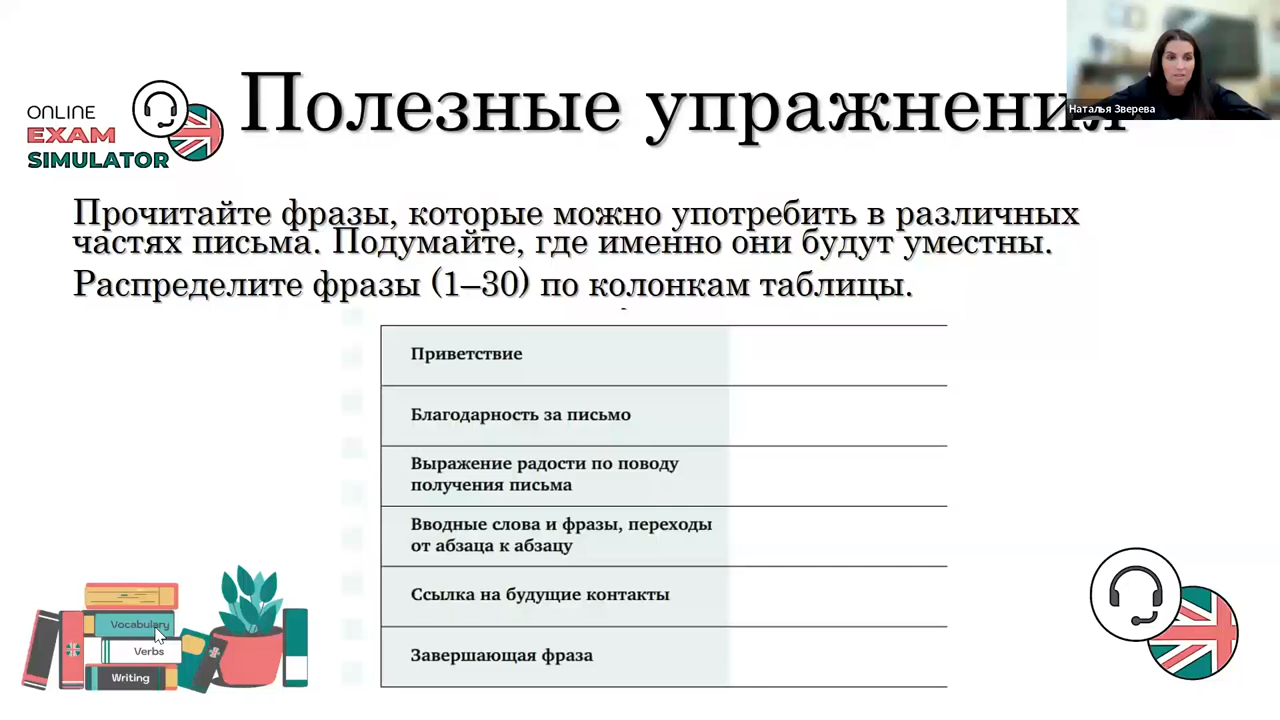 Полезные упражнения
Наталья Зверева
ONLINE
EXAM
SIMULATOR
Прочитайте фразы, которые можно употребить в различных
частях письма. Подумайте, где именно они будут уместны.
Распределите фразы (1–30) по колонкам таблицы.
Приветствие
Благодарность за письмо
Выражение радости по поводу
получения письма
Вводные слова и фразы, переходы
от абзаца к абзацу
Ссылка на будущие контакты
Завершающая фраза
Vocabulary
Verbs
Writing